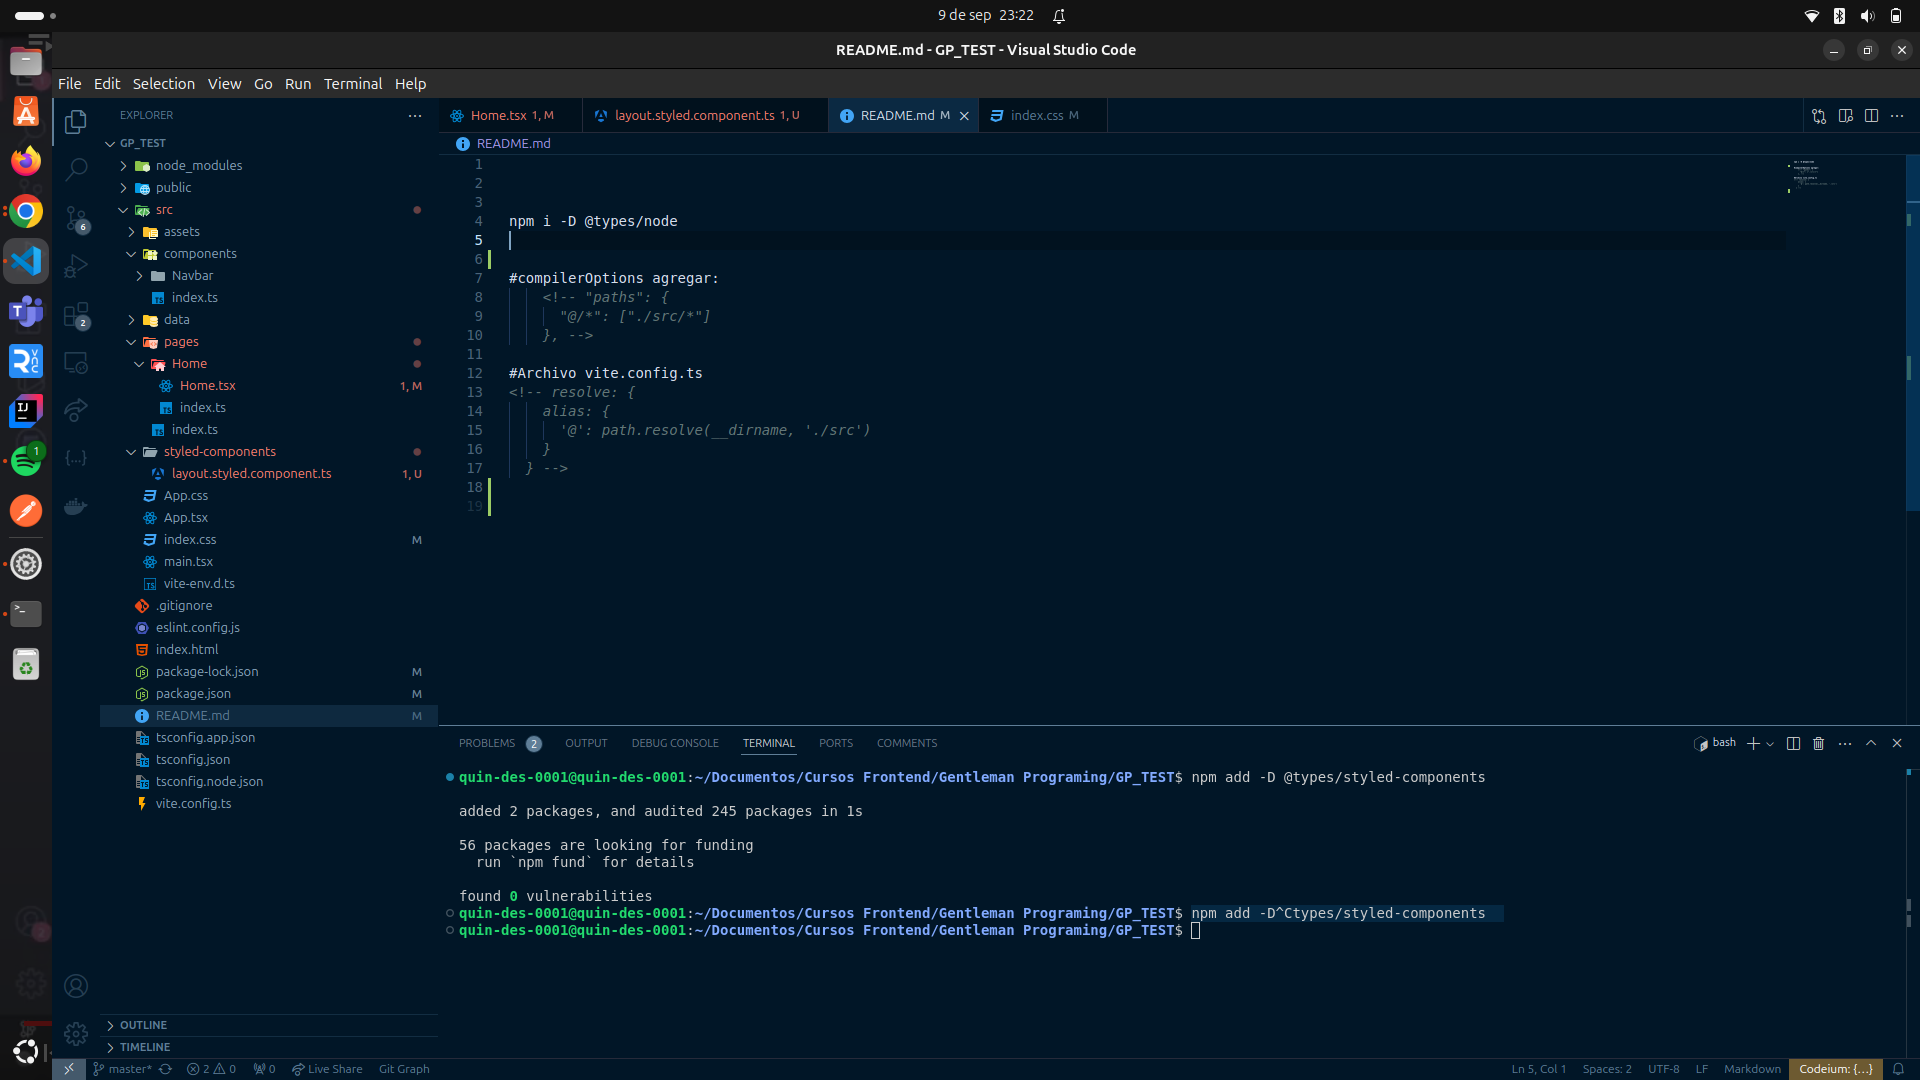 9 de sep 23:22
README.md - GP_TEST - Visual Studio Code
File Edit Selection View Go Run Terminal Help
EXPLORER
GP_TEST
node_modules
public
src
assets
components
Navbar
index.ts
data
pages
Home
Home.tsx 1, M
index.ts
index.ts
styled-components
layout.styled.component.ts 1, U
App.css
App.tsx
index.css M
main.tsx
vite-env.d.ts
.gitignore
eslint.config.js
index.html
package-lock.json M
package.json M
README.md M
tsconfig.app.json
tsconfig.json
tsconfig.node.json
vite.config.ts
OUTLINE
TIMELINE
6
2
1
Home.tsx 1, M layout.styled.component.ts 1, U README.md M index.css M
README.md
1
2
3
4 npm i -D @types/node
5
6
7 #compilerOptions agregar:
8 <!-- "paths": {
9 "@/*": ["./src/*"]
10 }, -->
11
12 #Archivo vite.config.ts
13 <!-- resolve: {
14 alias: {
15 '@': path.resolve(__dirname, './src')
16 }
17 } -->
18
19
PROBLEMS 2 OUTPUT DEBUG CONSOLE TERMINAL PORTS COMMENTS bash
quin-des-0001@quin-des-0001:~/Documentos/Cursos Frontend/Gentleman Programing/GP_TEST$ npm add -D @types/styled-components
added 2 packages, and audited 245 packages in 1s
56 packages are looking for funding
run `npm fund` for details
found 0 vulnerabilities
quin-des-0001@quin-des-0001:~/Documentos/Cursos Frontend/Gentleman Programing/GP_TEST$ npm add -D^Ctypes/styled-components
quin-des-0001@quin-des-0001:~/Documentos/Cursos Frontend/Gentleman Programing/GP_TEST$
master* 2 0 0 Live Share Git Graph Ln 5, Col 1 Spaces: 2 UTF-8 LF Markdown Codeium: {...}